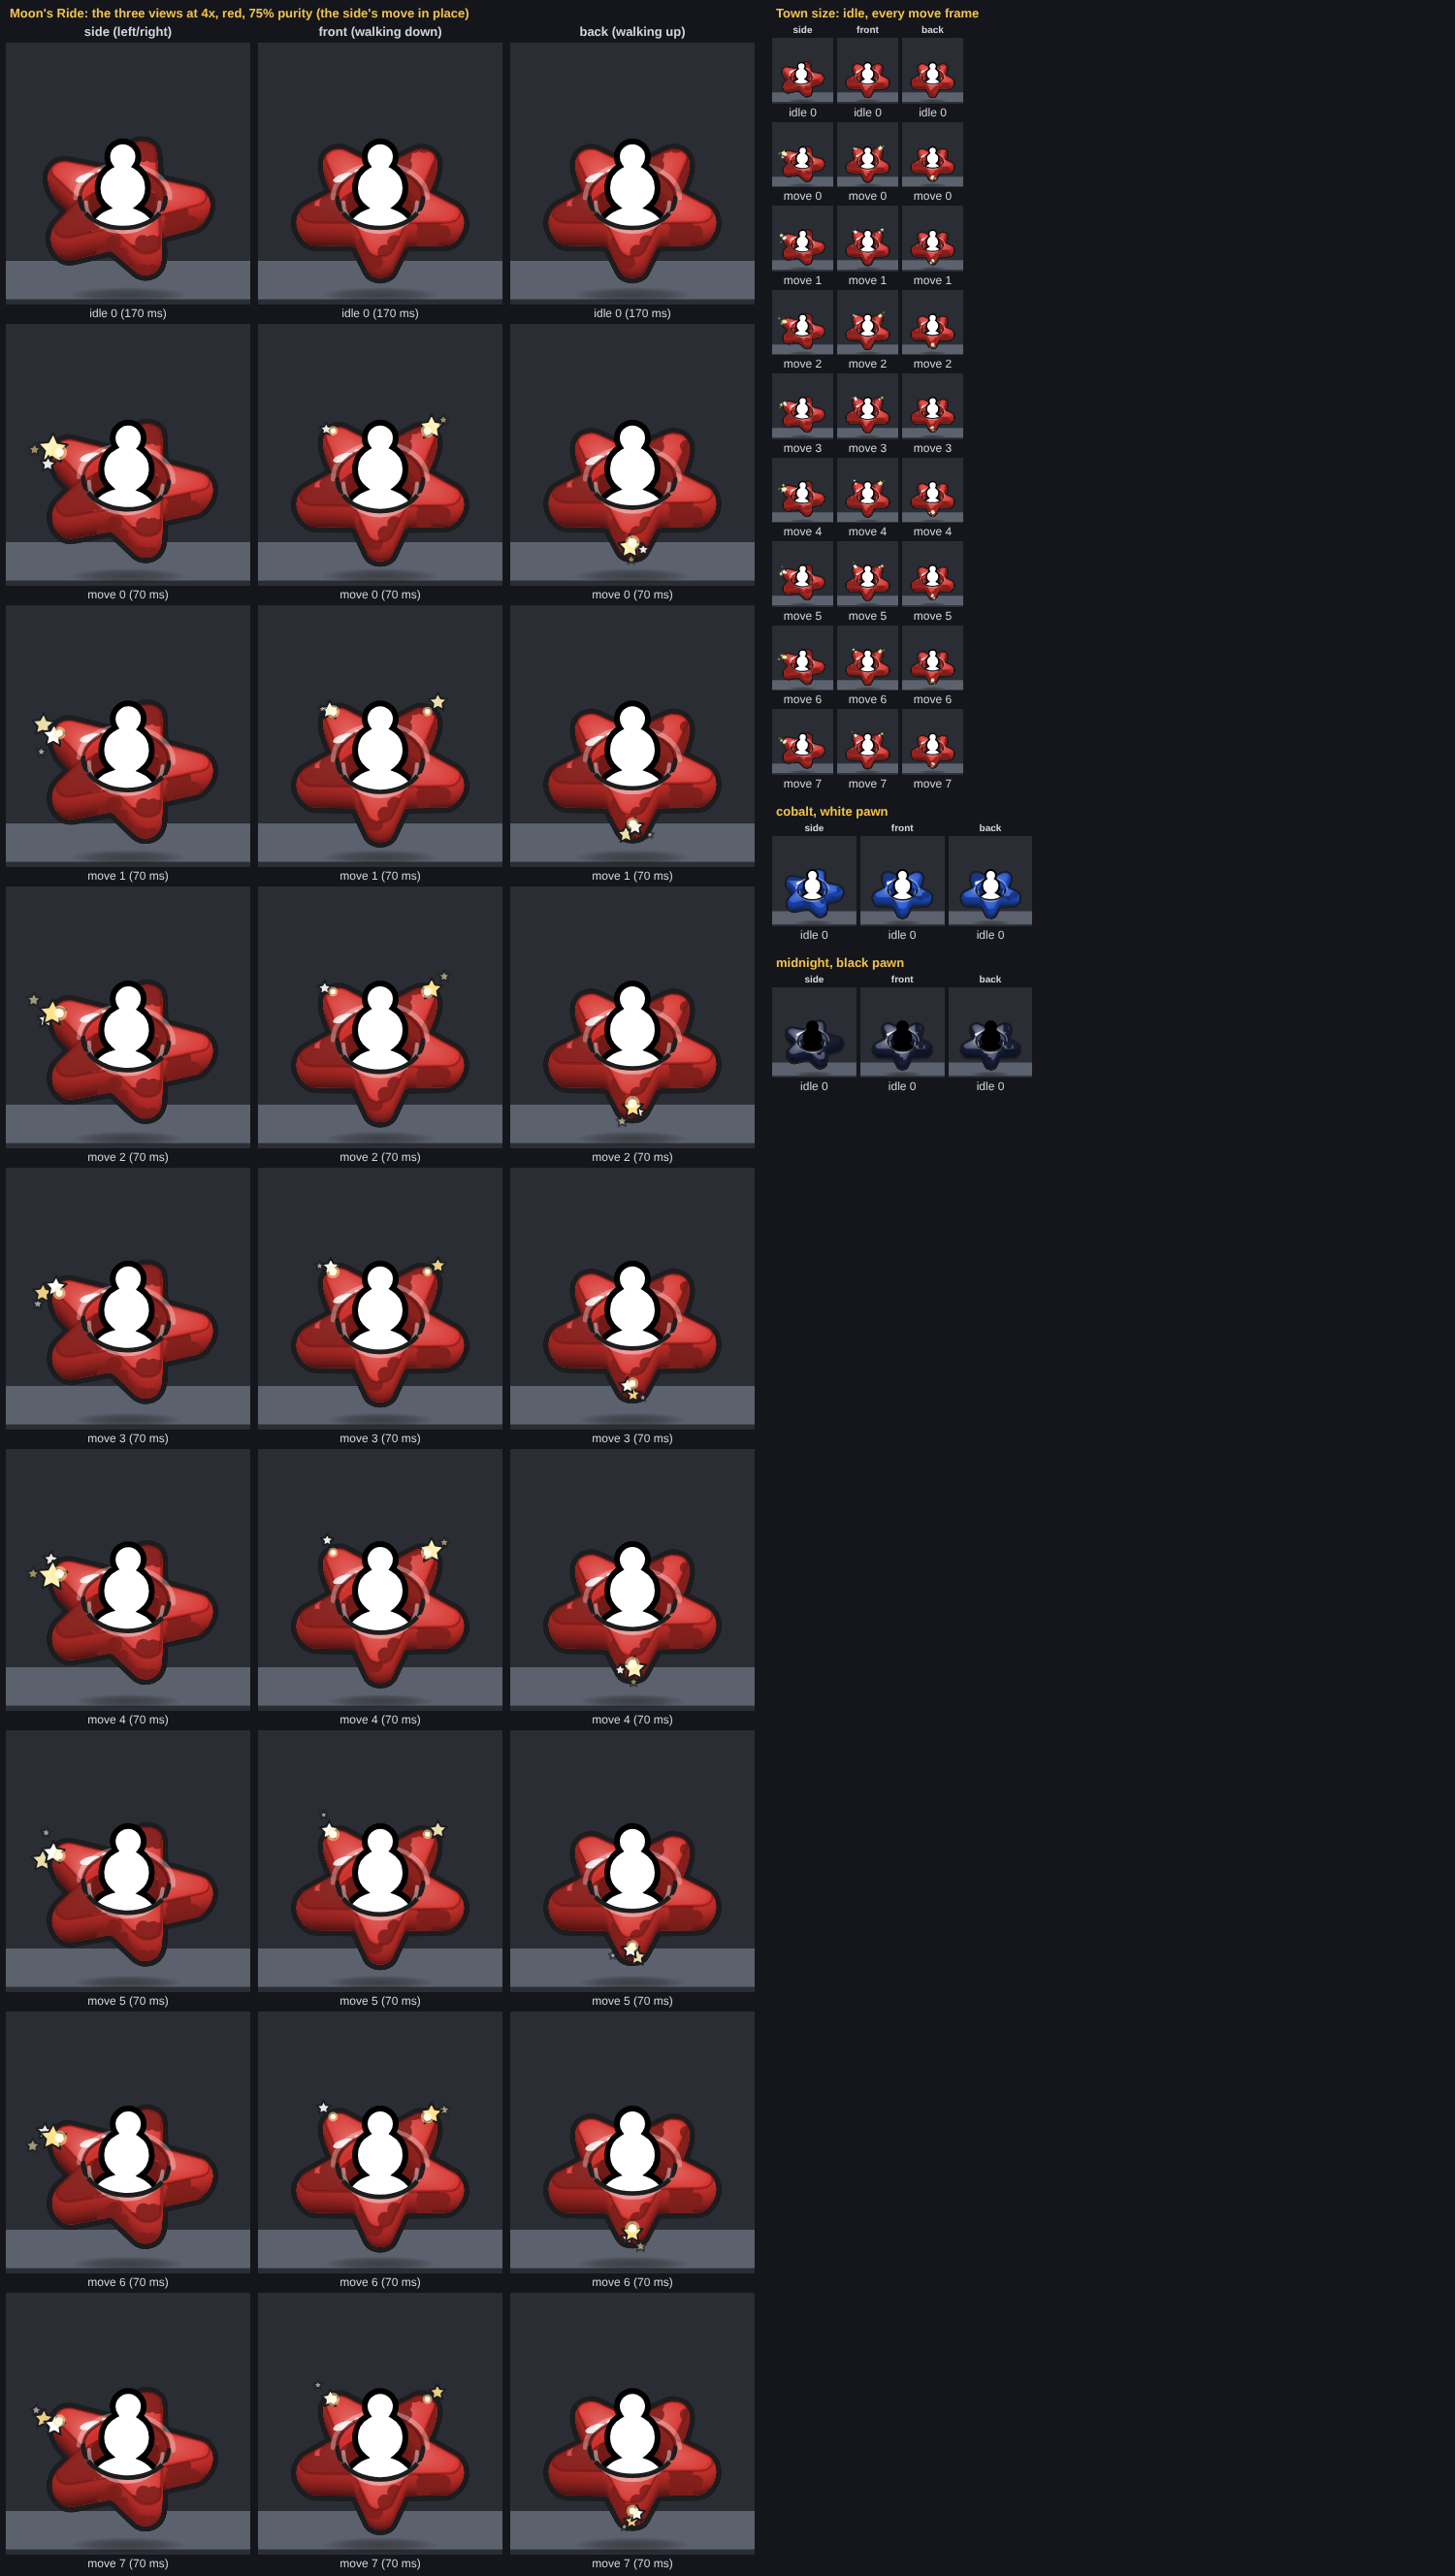 Moon's Ride: the three views at 4x, red, 75% purity (the side's move in place)
side (left/right) front (walking down) back (walking up)
idle 0 (170 ms) idle 0 (170 ms) idle 0 (170 ms)
move 0 (70 ms) move 0 (70 ms) move 0 (70 ms)
move 1 (70 ms) move 1 (70 ms) move 1 (70 ms)
move 2 (70 ms) move 2 (70 ms) move 2 (70 ms)
move 3 (70 ms) move 3 (70 ms) move 3 (70 ms)
move 4 (70 ms) move 4 (70 ms) move 4 (70 ms)
move 5 (70 ms) move 5 (70 ms) move 5 (70 ms)
move 6 (70 ms) move 6 (70 ms) move 6 (70 ms)
move 7 (70 ms) move 7 (70 ms) move 7 (70 ms)
Town size: idle, every move frame
side front back
idle 0 idle 0 idle 0
move 0 move 0 move 0
move 1 move 1 move 1
move 2 move 2 move 2
move 3 move 3 move 3
move 4 move 4 move 4
move 5 move 5 move 5
move 6 move 6 move 6
move 7 move 7 move 7
cobalt, white pawn
side front back
idle 0 idle 0 idle 0
midnight, black pawn
side front back
idle 0 idle 0 idle 0